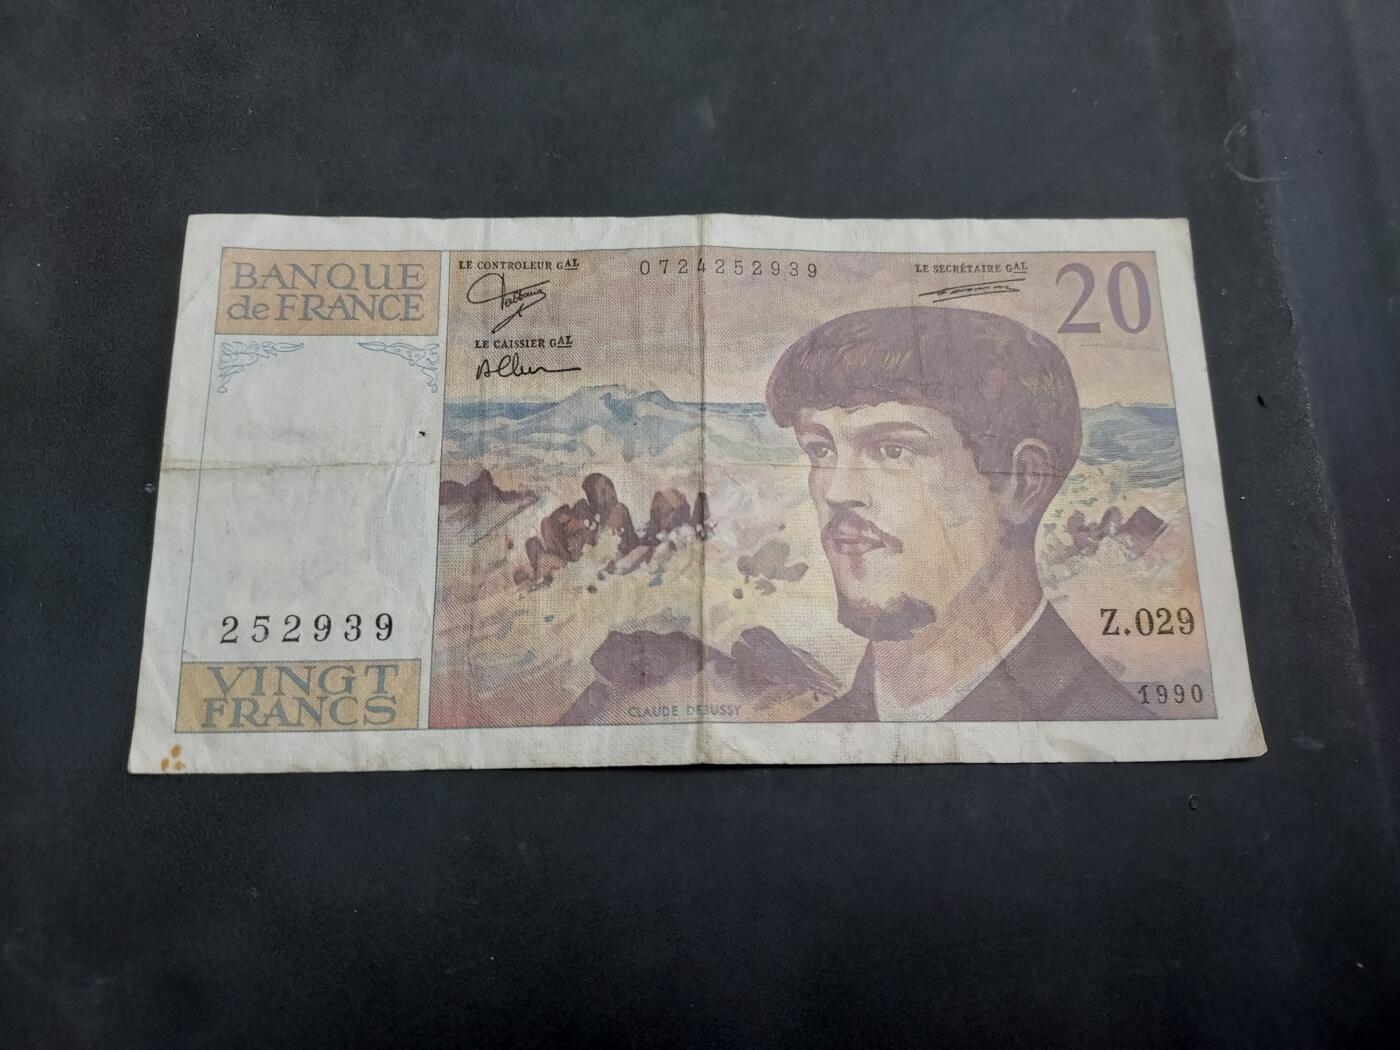 BANQUE
de FRANCE
LE CONTROLEUR GAL
0724252939
LE SECRÉTAIRE GAL
20
LE CAISSIER GAL
252939
Z.029
VINGT
FRANCS
1990
CLAUDE DEBUSSY